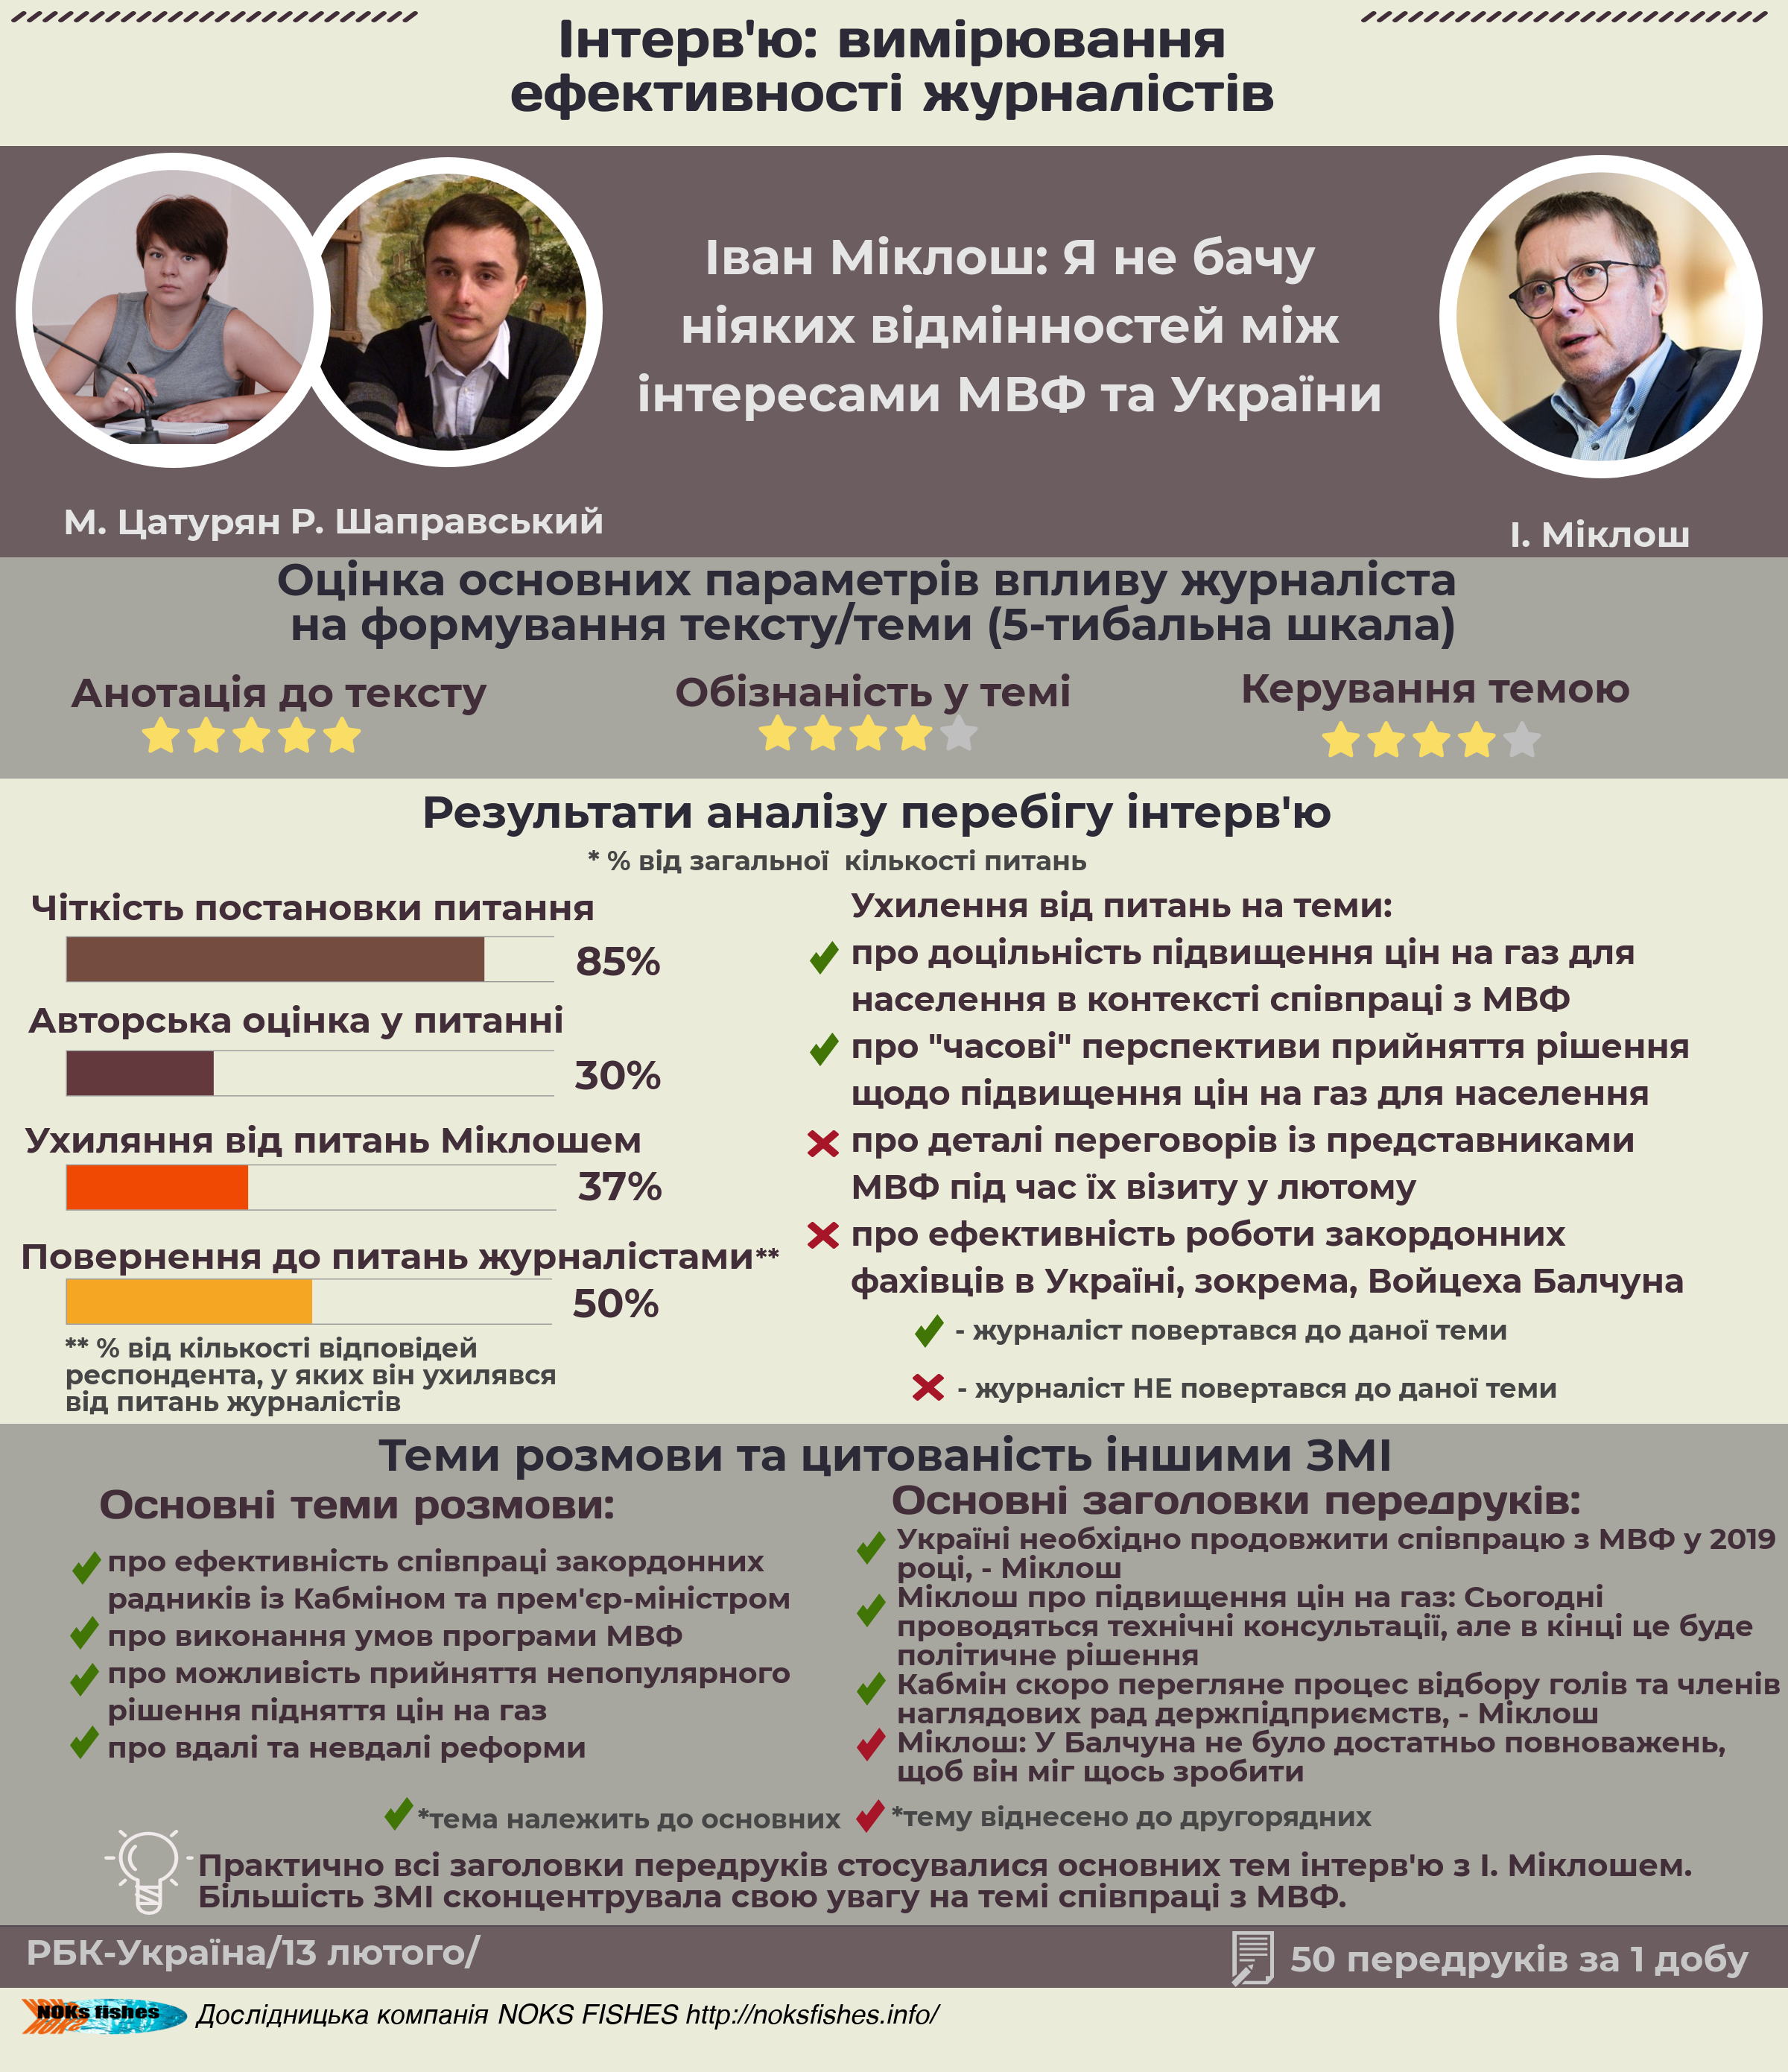 Інтерв'ю: вимірювання
ефективності журналістів
Іван Міклош: Я не бачу
ніяких відмінностей між
інтересами МВФ та України
М. Цатурян Р. Шаправський
І. Міклош
Оцінка основних параметрів впливу журналіста
на формування тексту/теми (5-тибальна шкала)
Анотація до тексту
Обізнаність у темі
Керування темою
Результати аналізу перебігу інтерв'ю
* % від загальної кількості питань
Чіткість постановки питання
85%
Авторська оцінка у питанні
30%
Ухиляння від питань Міклошем
37%
Повернення до питань журналістами**
50%
** % від кількості відповідей
респондента, у яких він ухилявся
від питань журналістів
Ухилення від питань на теми:
про доцільність підвищення цін на газ для
населення в контексті співпраці з МВФ
про "часові" перспективи прийняття рішення
щодо підвищення цін на газ для населення
про деталі переговорів із представниками
МВФ під час їх візиту у лютому
про ефективність роботи закордонних
фахівців в Україні, зокрема, Войцеха Балчуна
- журналіст повертався до даної теми
- журналіст НЕ повертався до даної теми
Теми розмови та цитованість іншими ЗМІ
Основні теми розмови:
про ефективність співпраці закордонних
радників із Кабміном та прем'єр-міністром
про виконання умов програми МВФ
про можливість прийняття непопулярного
рішення підняття цін на газ
про вдалі та невдалі реформи
Основні заголовки передруків:
Україні необхідно продовжити співпрацю з МВФ у 2019
році, - Міклош
Міклош про підвищення цін на газ: Сьогодні
проводяться технічні консультації, але в кінці це буде
політичне рішення
Кабмін скоро перегляне процес відбору голів та членів
наглядових рад держпідприємств, - Міклош
Міклош: У Балчуна не було достатньо повноважень,
щоб він міг щось зробити
*тема належить до основних
*тему віднесено до другорядних
Практично всі заголовки передруків стосувалися основних тем інтерв'ю з І. Міклошем.
Більшість ЗМІ сконцентрувала свою увагу на темі співпраці з МВФ.
РБК-Україна/13 лютого/
50 передруків за 1 добу
NOKs fishes
Дослідницька компанія NOKS FISHES http://noksfishes.info/